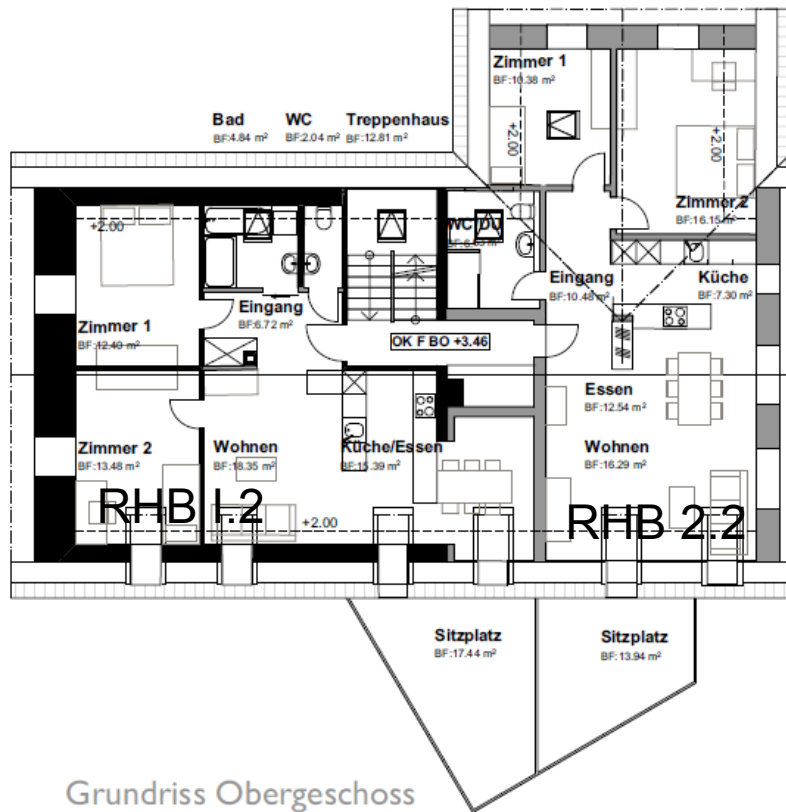 Zimmer 1
BF:10.38 m²
Bad
BF:4.84 m²
WC
BF:2.04 m²
Treppenhaus
BF:12.81 m²
+2.00
+2.00
Zimmer 2
BF:16.15 m²
+2.00
WC/DU
Eingang
BF:10.48 m²
Küche
BF:7.30 m²
Eingang
BF:6.72 m²
Zimmer 1
BF:12.40 m²
OK F BO +3.46
Essen
BF:12.54 m²
Zimmer 2
BF:13.48 m²
Wohnen
BF:18.35 m²
Küche/Essen
BF:15.39 m²
Wohnen
BF:16.29 m²
RHB I.2
+2.00
RHB 2.2
Sitzplatz
BF:17.44 m²
Sitzplatz
BF:13.94 m²
Grundriss Obergeschoss